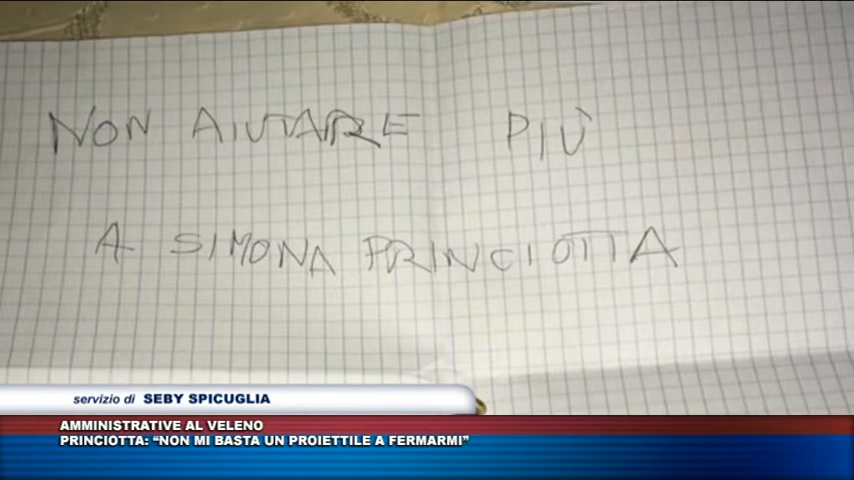 NON AIUTARE PIÙ
A SIMONA PRINCIOTTA
servizio di SEBY SPICUGLIA
AMMINISTRATIVE AL VELENO
PRINCIOTTA: “NON MI BASTA UN PROIETTILE A FERMARMI”